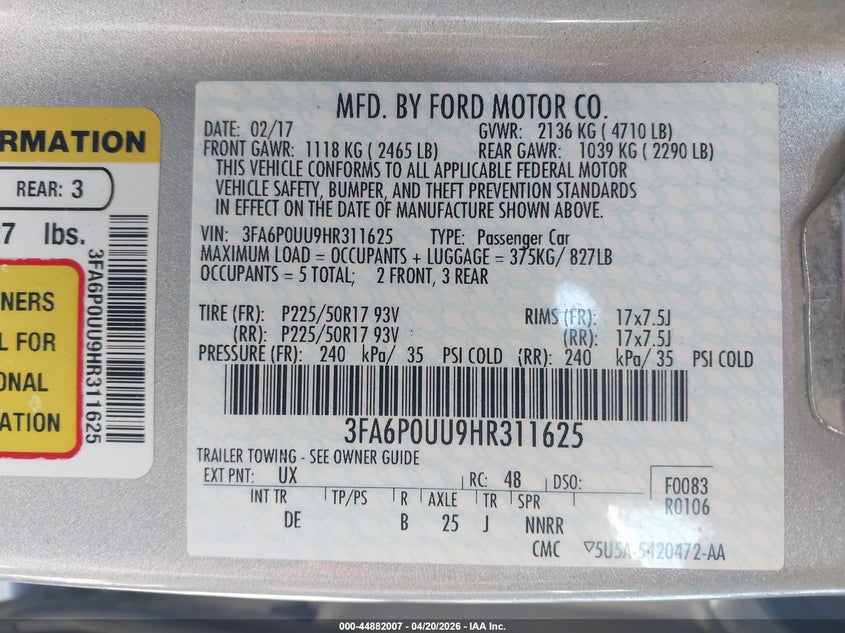 RMATION
REAR: 3
7 lbs.
3FA6P0UU9HR311625
NERS
L FOR
ONAL
ATION
MFD. BY FORD MOTOR CO.
DATE: 02/17 GVWR: 2136 KG ( 4710 LB)
FRONT GAWR: 1118 KG ( 2465 LB) REAR GAWR: 1039 KG ( 2290 LB)
THIS VEHICLE CONFORMS TO ALL APPLICABLE FEDERAL MOTOR
VEHICLE SAFETY, BUMPER, AND THEFT PREVENTION STANDARDS
IN EFFECT ON THE DATE OF MANUFACTURE SHOWN ABOVE.
VIN: 3FA6P0UU9HR311625 TYPE: Passenger Car
MAXIMUM LOAD = OCCUPANTS + LUGGAGE = 375KG/ 827LB
OCCUPANTS = 5 TOTAL; 2 FRONT, 3 REAR
TIRE (FR): P225/50R17 93V RIMS (FR): 17x7.5J
(RR): P225/50R17 93V (RR): 17x7.5J
PRESSURE (FR): 240 kPa/ 35 PSI COLD (RR): 240 kPa/ 35 PSI COLD
3FA6P0UU9HR311625
TRAILER TOWING - SEE OWNER GUIDE
EXT PNT: UX RC: 48 DSO: F0083
INT TR TP/PS R AXLE TR SPR R0106
DE B 25 J NNRR
CMC ▽5U5A-5420472-AA
000-44882007 | 04/20/2026 - IAA Inc.